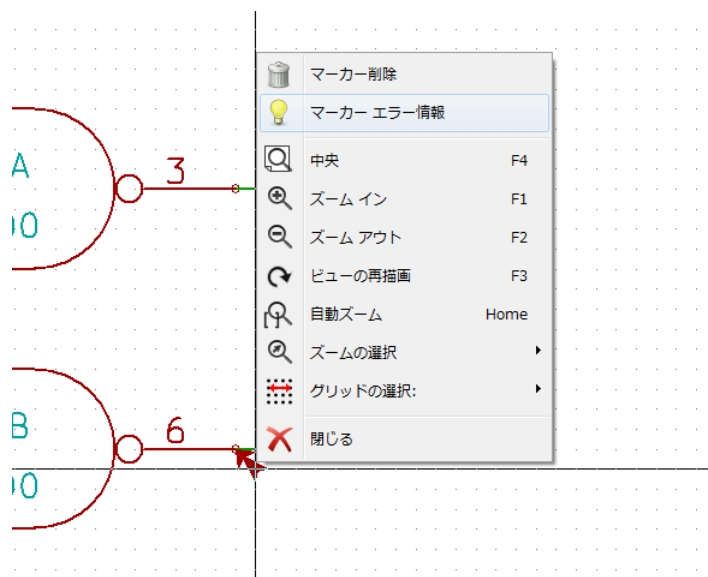 マーカー削除
マーカー エラー情報
中央 F4
ズーム イン F1
ズーム アウト F2
ビューの再描画 F3
自動ズーム Home
ズームの選択
グリッドの選択:
閉じる
A
3
00
B
6
00